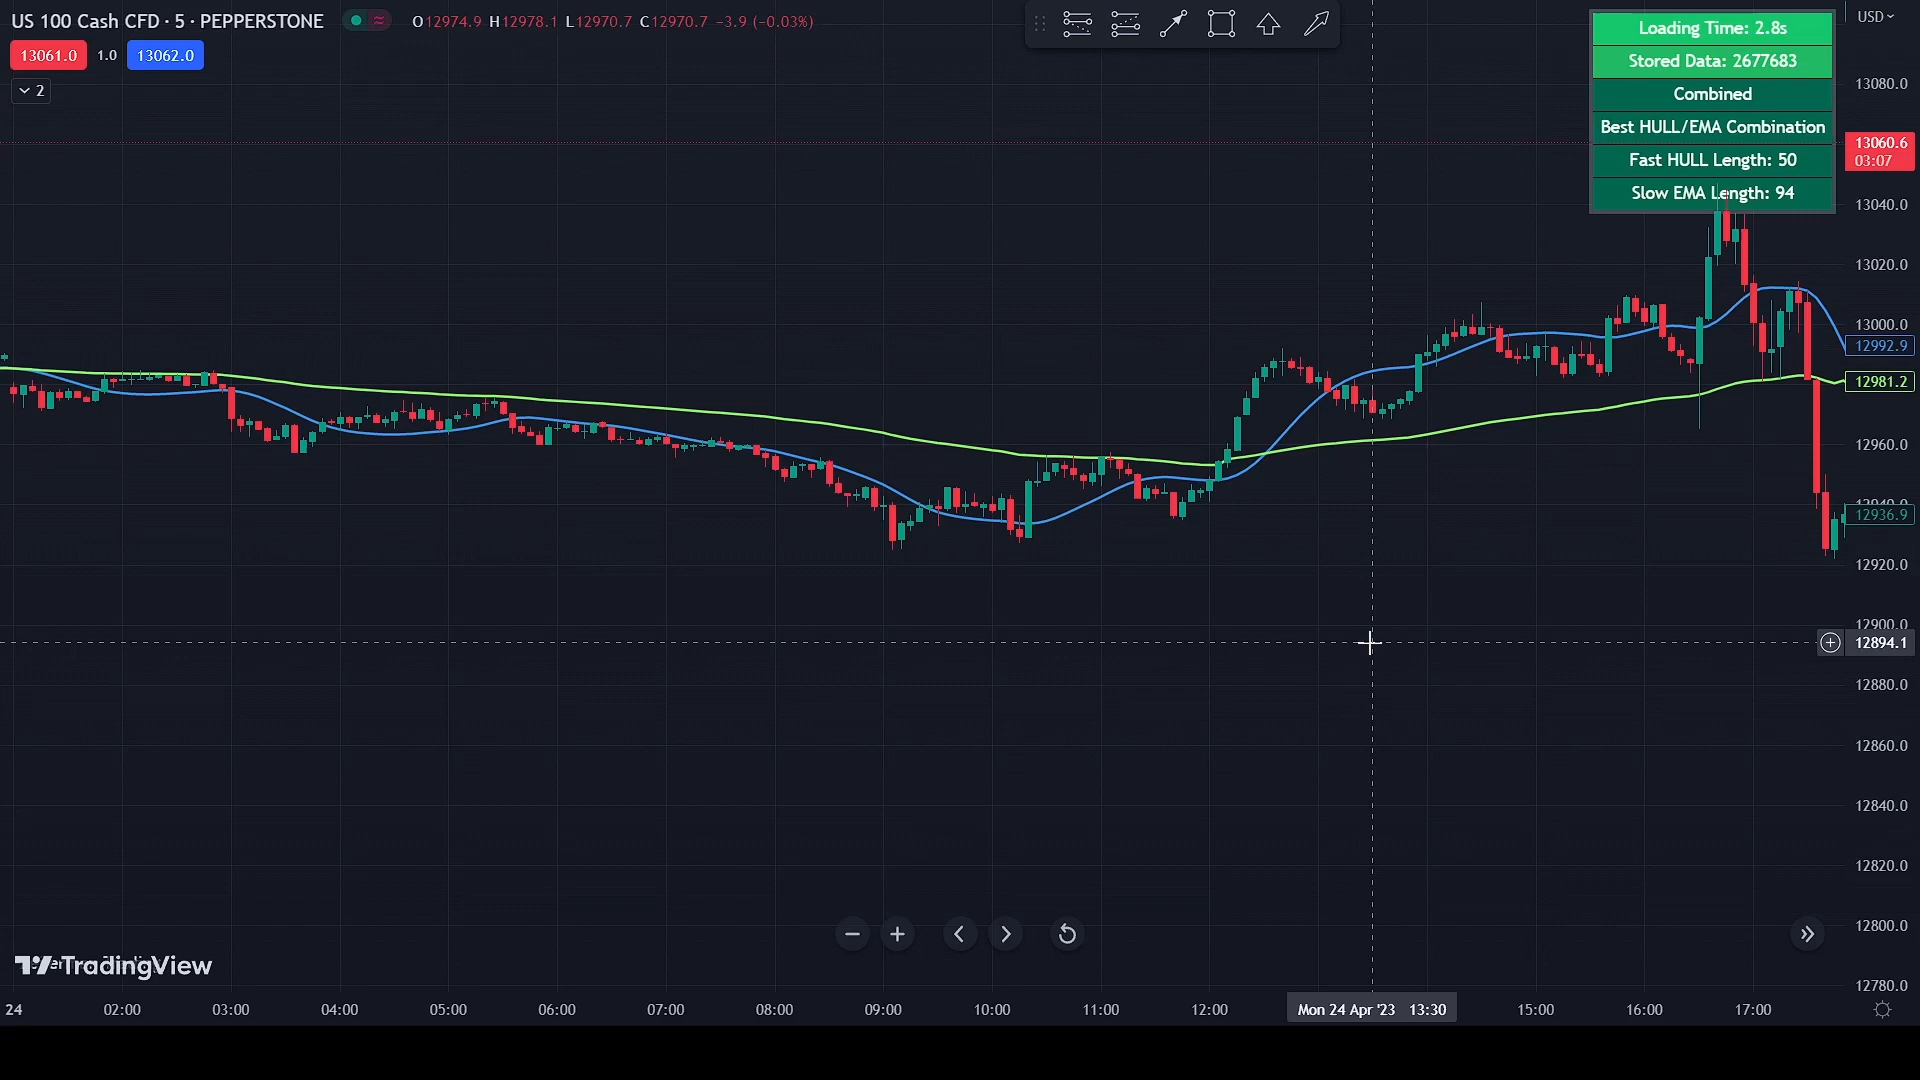 US 100 Cash CFD · 5 · PEPPERSTONE
O12974.9 H12978.1 L12970.7 C12970.7 −3.9 (−0.03%)
USD
13061.0 1.0 13062.0
2
Loading Time: 2.8s
Stored Data: 2677683
Combined
Best HULL/EMA Combination
Fast HULL Length: 50
Slow EMA Length: 94
13080.0
13060.6
03:07
13040.0
13020.0
13000.0
12992.9
12981.2
12960.0
12940.0
12936.9
12920.0
12900.0
12894.1
12880.0
12860.0
12840.0
12820.0
12800.0
12780.0
TradingView
24 02:00 03:00 04:00 05:00 06:00 07:00 08:00 09:00 10:00 11:00 12:00 Mon 24 Apr '23 13:30 15:00 16:00 17:00